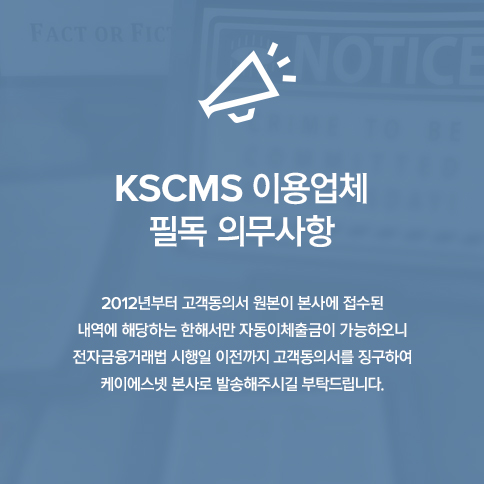 FACT OR FICT
NOTICE
KSCMS 이용업체
필독 의무사항
2012년부터 고객동의서 원본이 본사에 접수된
내역에 해당하는 한해서만 자동이체출금이 가능하오니
전자금융거래법 시행일 이전까지 고객동의서를 징구하여
케이에스넷 본사로 발송해주시길 부탁드립니다.